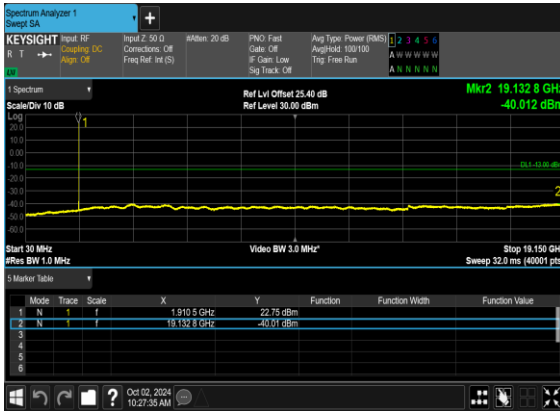 Spectrum Analyzer 1
Swept SA
+
KEYSIGHT Input: RF Input Z: 50 Ω #Atten: 20 dB PNO: Fast Avg Type: Power (RMS) 1 2 3 4 5 6
R T Coupling: DC Corrections: Off Gate: Off Avg|Hold: 100/100 A W W W W W
Align: Off Freq Ref: Int (S) IF Gain: Low Trig: Free Run
Sig Track: Off A N N N N N
1 Spectrum Ref Lvl Offset 25.40 dB Mkr2 19.132 8 GHz
Scale/Div 10 dB Ref Level 30.00 dBm -40.012 dBm
Log
1
20.0
10.0
0.00
-10.0
DL1 -13.00 dBm
-20.0
-30.0
2
-40.0
-50.0
-60.0
Start 30 MHz Video BW 3.0 MHz* Stop 19.150 GHz
#Res BW 1.0 MHz Sweep 32.0 ms (40001 pts)
5 Marker Table
Mode Trace Scale X Y Function Function Width Function Value
1 N 1 f 1.910 5 GHz 22.75 dBm
2 N 1 f 19.132 8 GHz -40.01 dBm
3
4
5
6
? Oct 02, 2024
10:27:35 AM